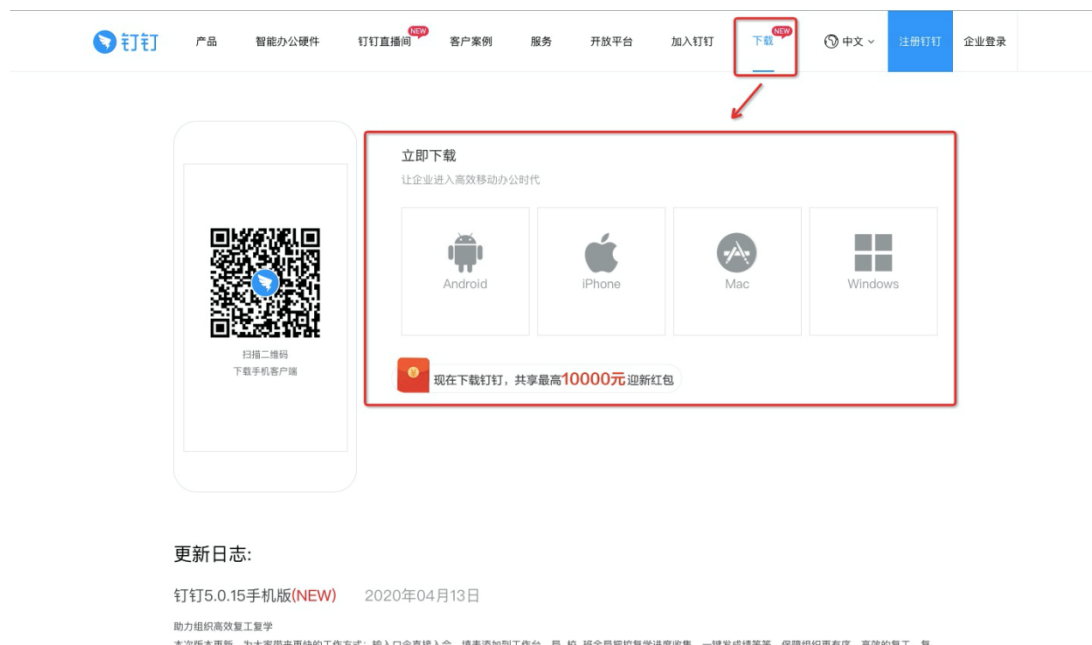 钉钉 产品 智能办公硬件 钉钉直播间 NEW 客户案例 服务 开放平台 加入钉钉 下载 NEW 中文 注册钉钉 企业登录
立即下载
让企业进入高效移动办公时代
Android iPhone Mac Windows
扫描二维码
下载手机客户端
现在下载钉钉，共享最高10000元迎新红包
更新日志:
钉钉5.0.15手机版(NEW) 2020年04月13日
助力组织高效复工复学